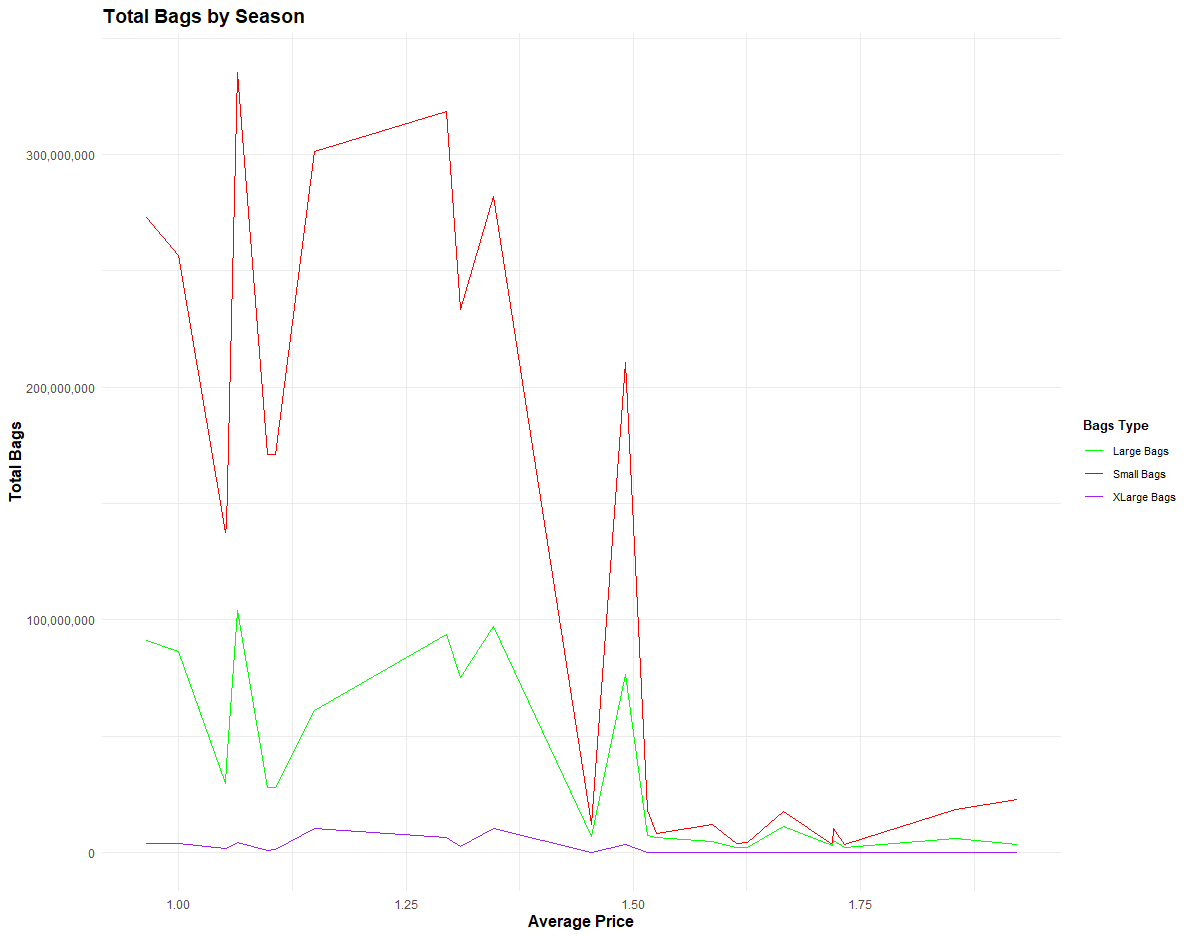 Total Bags by Season
Total Bags
300,000,000
200,000,000
100,000,000
0
1.00 1.25 1.50 1.75
Average Price
Bags Type
Large Bags
Small Bags
XLarge Bags